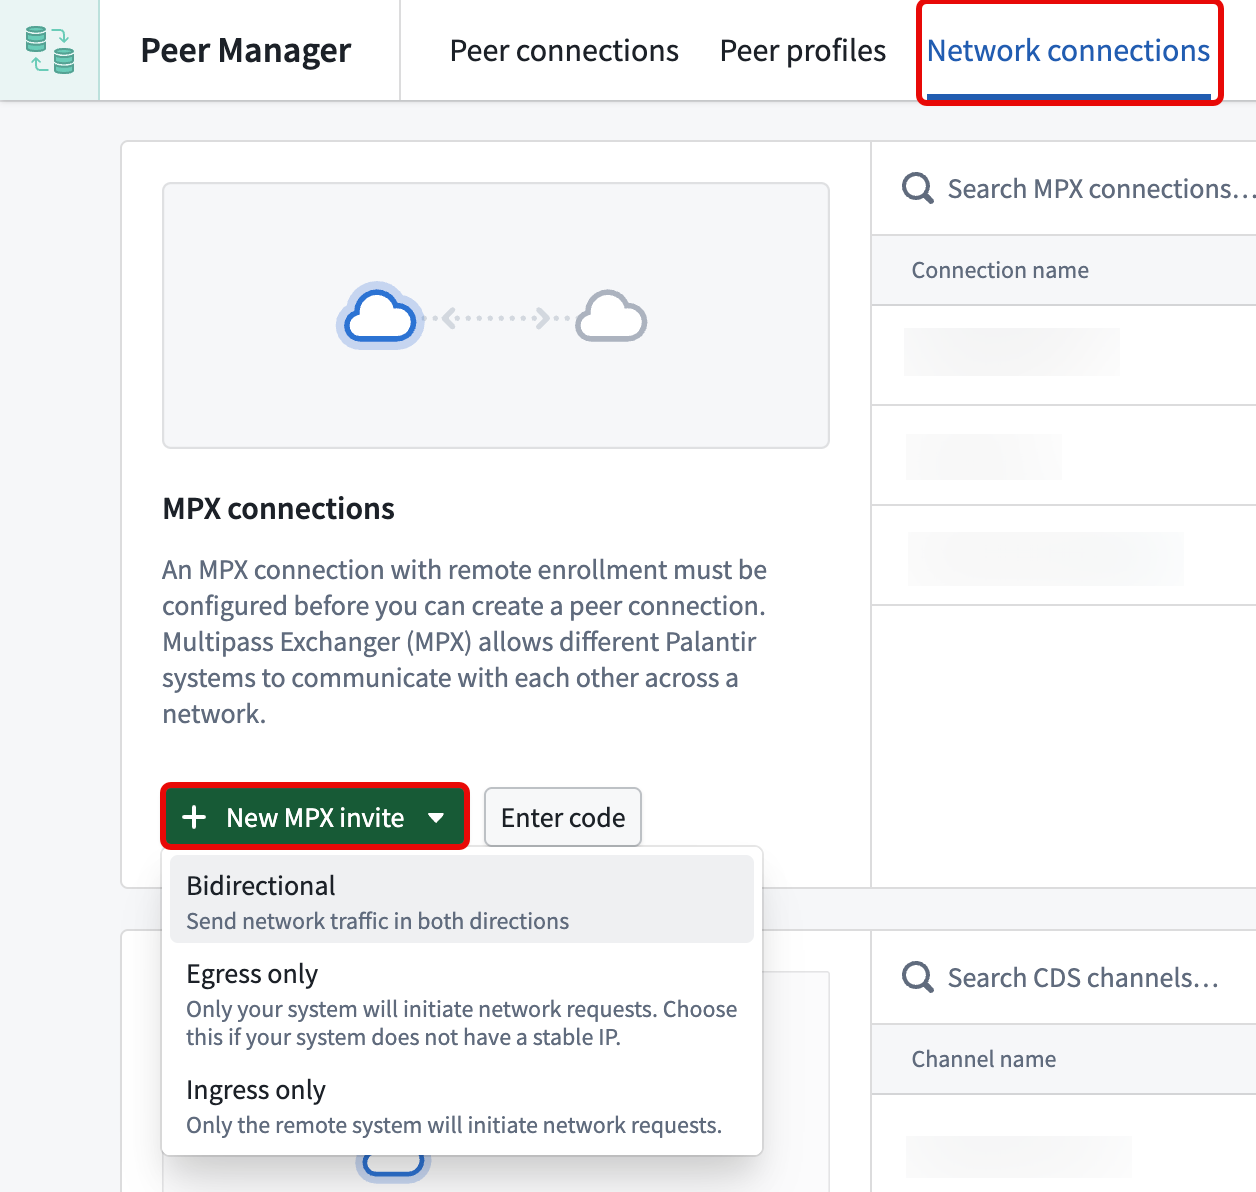 Peer Manager
Peer connections
Peer profiles
Network connections
Search MPX connections...
Connection name
MPX connections
An MPX connection with remote enrollment must be
configured before you can create a peer connection.
Multipass Exchanger (MPX) allows different Palantir
systems to communicate with each other across a
network.
New MPX invite
Enter code
Bidirectional
Send network traffic in both directions
Egress only
Only your system will initiate network requests. Choose
this if your system does not have a stable IP.
Ingress only
Only the remote system will initiate network requests.
Search CDS channels...
Channel name